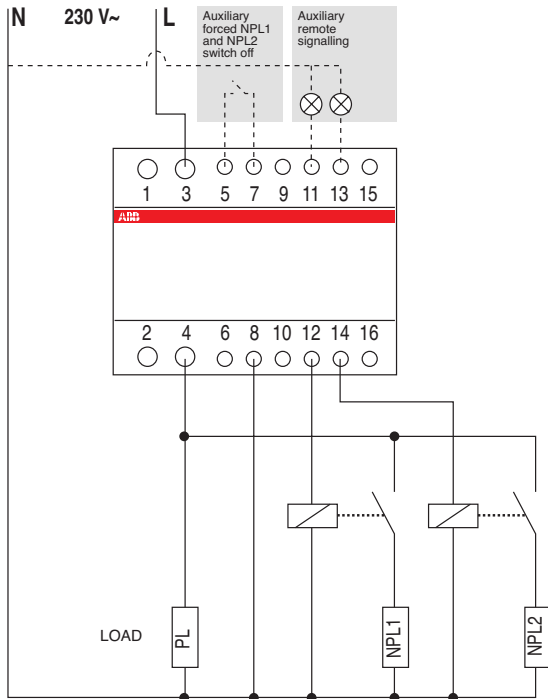 N 230 V~ L
Auxiliary
forced NPL1
and NPL2
switch off
Auxiliary
remote
signalling
1 3 5 7 9 11 13 15
ABB
2 4 6 8 10 12 14 16
LOAD
PL
NPL1
NPL2